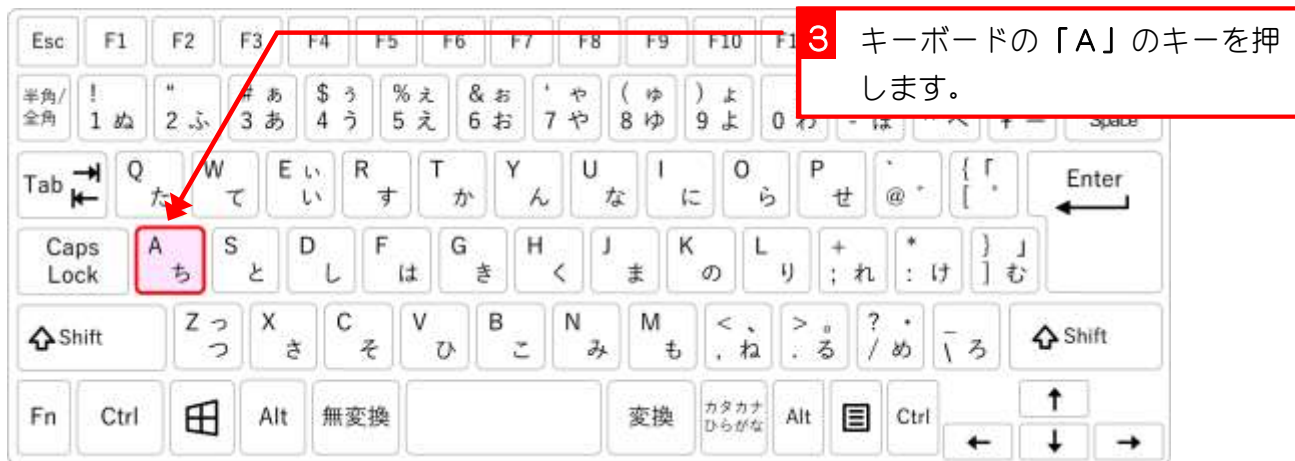 3 キーボードの「A」のキーを押
します。
Esc F1 F2 F3 F4 F5 F6 F7 F8 F9 F10
半角/ ! " # ぁ $ ぅ % ぇ & ぉ ' ゃ ( ゅ ) ょ
全角 1 ぬ 2 ふ 3 あ 4 う 5 え 6 お 7 や 8 ゆ 9 よ 0 わ - ほ ^ へ ¥ ー Space
Tab Q た W て E ぃ い R す T か Y ん U な I に O ら P せ ` @ ゛ { 「 [ ゜ Enter
Caps Lock A ち S と D し F は G き H く J ま K の L り + ; れ * : け } 」 ] む
Shift Z っ つ X さ C そ V ひ B こ N み M も < 、 , ね > 。 . る ? ・ / め _ \ ろ Shift
Fn Ctrl Alt 無変換 変換 カタカナ ひらがな Alt Ctrl ↑
← ↓ →